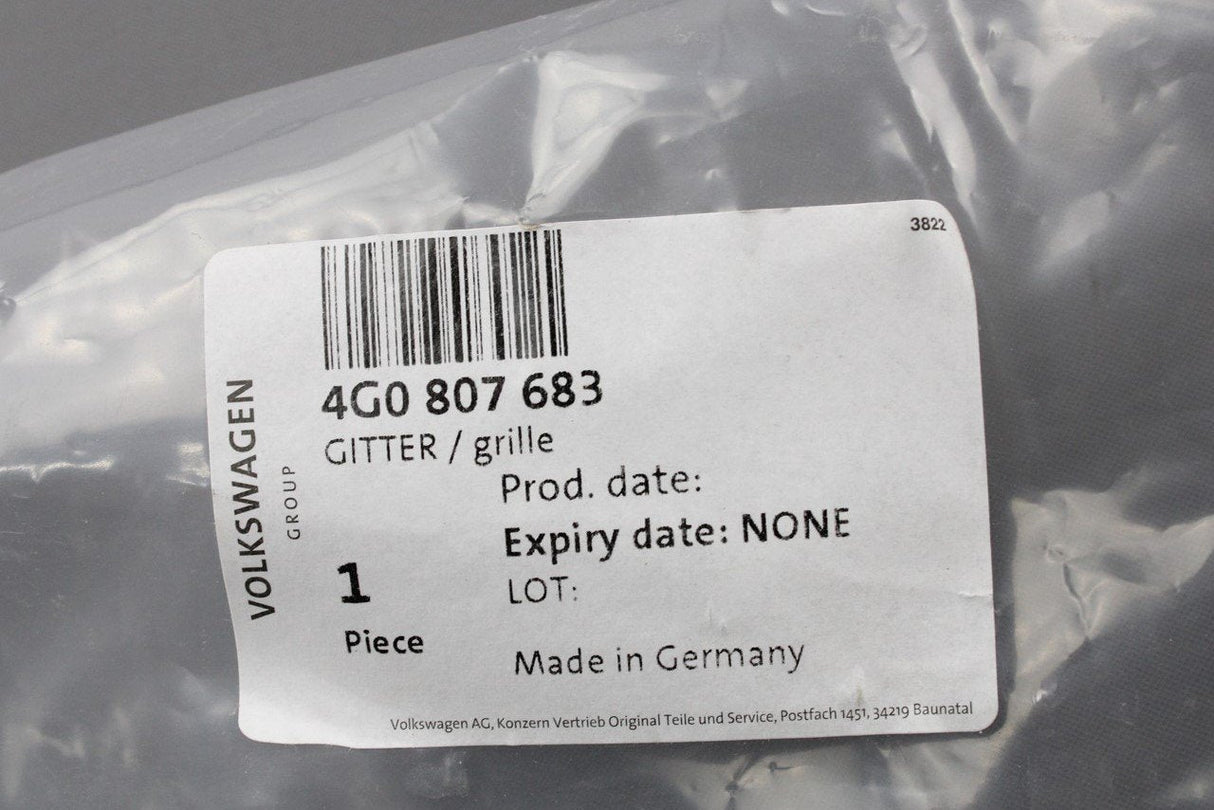 3822
4G0 807 683
GITTER / grille
Prod. date:
Expiry date: NONE
LOT:
1
Piece
Made in Germany
VOLKSWAGEN
GROUP
Volkswagen AG, Konzern Vertrieb Original Teile und Service, Postfach 1451, 34219 Baunatal